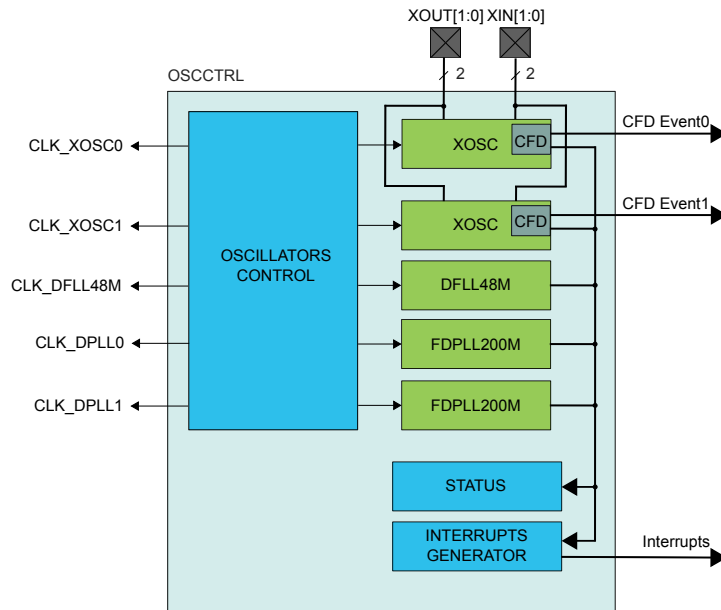 XOUT[1:0] XIN[1:0]
2 2
OSCCTRL
XOSC
CFD
CFD Event0
CLK_XOSC0
XOSC
CFD
CFD Event1
CLK_XOSC1
OSCILLATORS
CONTROL
CLK_DFLL48M
DFLL48M
CLK_DPLL0
FDPLL200M
CLK_DPLL1
FDPLL200M
STATUS
INTERRUPTS
GENERATOR
Interrupts